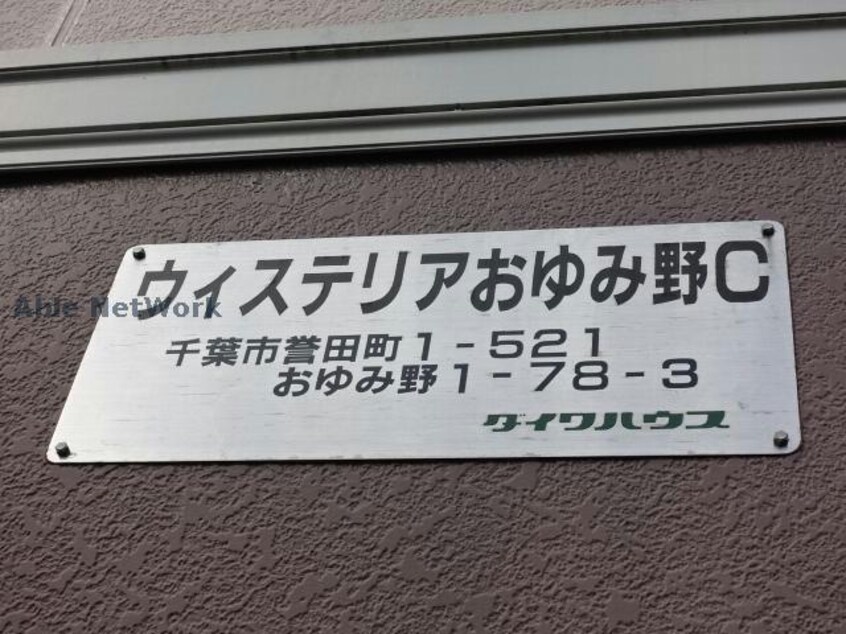 ウィステリアおゆみ野C
Able NetWork
千葉市誉田町1-521
おゆみ野1-78-3
ダイワハウス